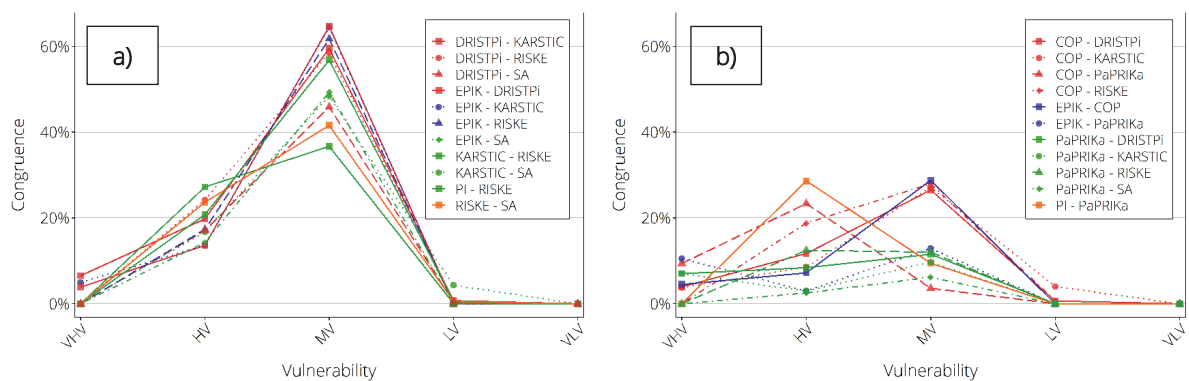 a)
60%
40%
20%
0%
Congruence
VHV
HV
MV
LV
VLV
Vulnerability
DRISTPi - KARSTIC
DRISTPi - RISKE
DRISTPi - SA
EPIK - DRISTPi
EPIK - KARSTIC
EPIK - RISKE
EPIK - SA
KARSTIC - RISKE
KARSTIC - SA
PI - RISKE
RISKE - SA
b)
60%
40%
20%
0%
Congruence
VHV
HV
MV
LV
VLV
Vulnerability
COP - DRISTPi
COP - KARSTIC
COP - PaPRIKa
COP - RISKE
EPIK - COP
EPIK - PaPRIKa
PaPRIKa - DRISTPi
PaPRIKa - KARSTIC
PaPRIKa - RISKE
PaPRIKa - SA
PI - PaPRIKa